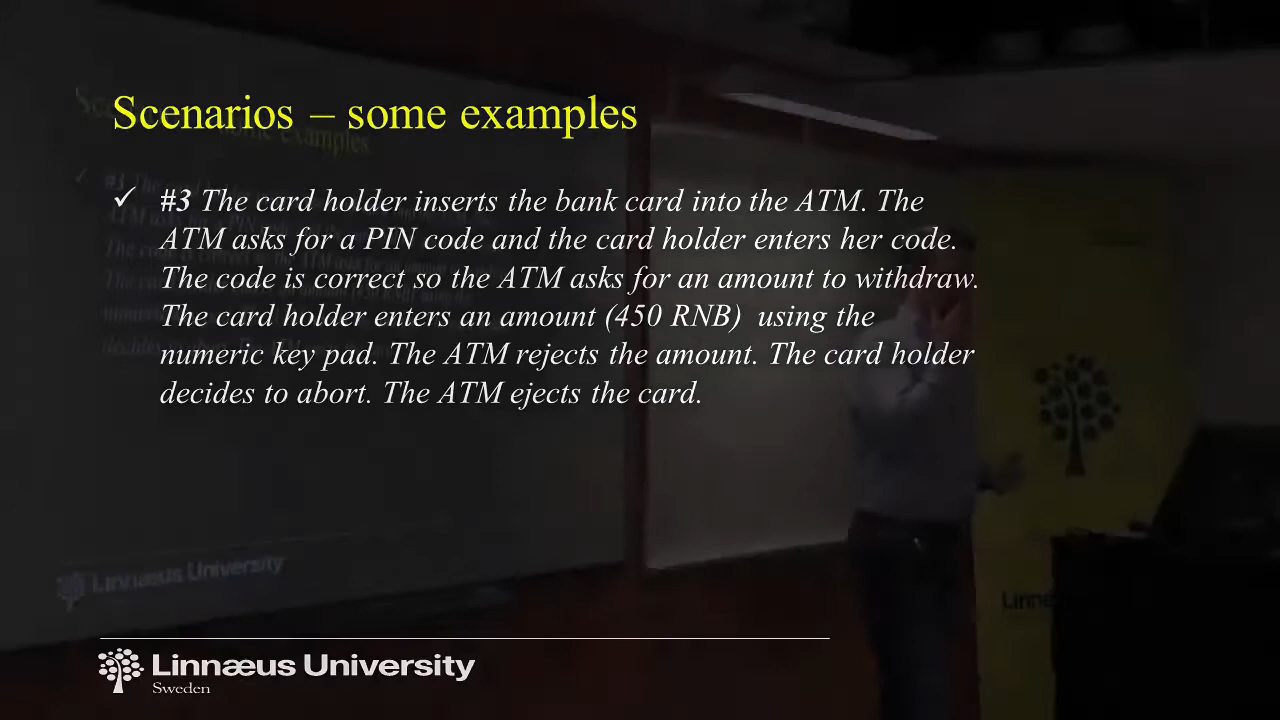 Scenarios – some examples
✓ #3 The card holder inserts the bank card into the ATM. The
ATM asks for a PIN code and the card holder enters her code.
The code is correct so the ATM asks for an amount to withdraw.
The card holder enters an amount (450 RNB)  using the
numeric key pad. The ATM rejects the amount. The card holder
decides to abort. The ATM ejects the card.
Linnæus University
Linne
Linnæus University
Sweden